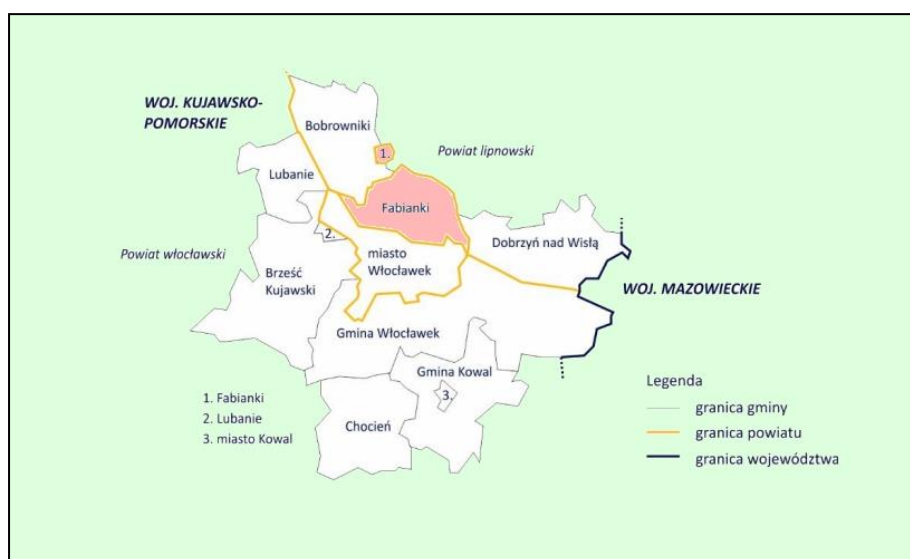 WOJ. KUJAWSKO-
POMORSKIE
Bobrowniki
1.
Powiat lipnowski
Lubanie
Fabianki
2.
Dobrzyń nad Wisłą
Powiat włocławski
miasto
Włocławek
Brześć
Kujawski
WOJ. MAZOWIECKIE
Gmina Włocławek
Gmina Kowal
3.
Chocień
1. Fabianki
2. Lubanie
3. miasto Kowal
Legenda
granica gminy
granica powiatu
granica województwa